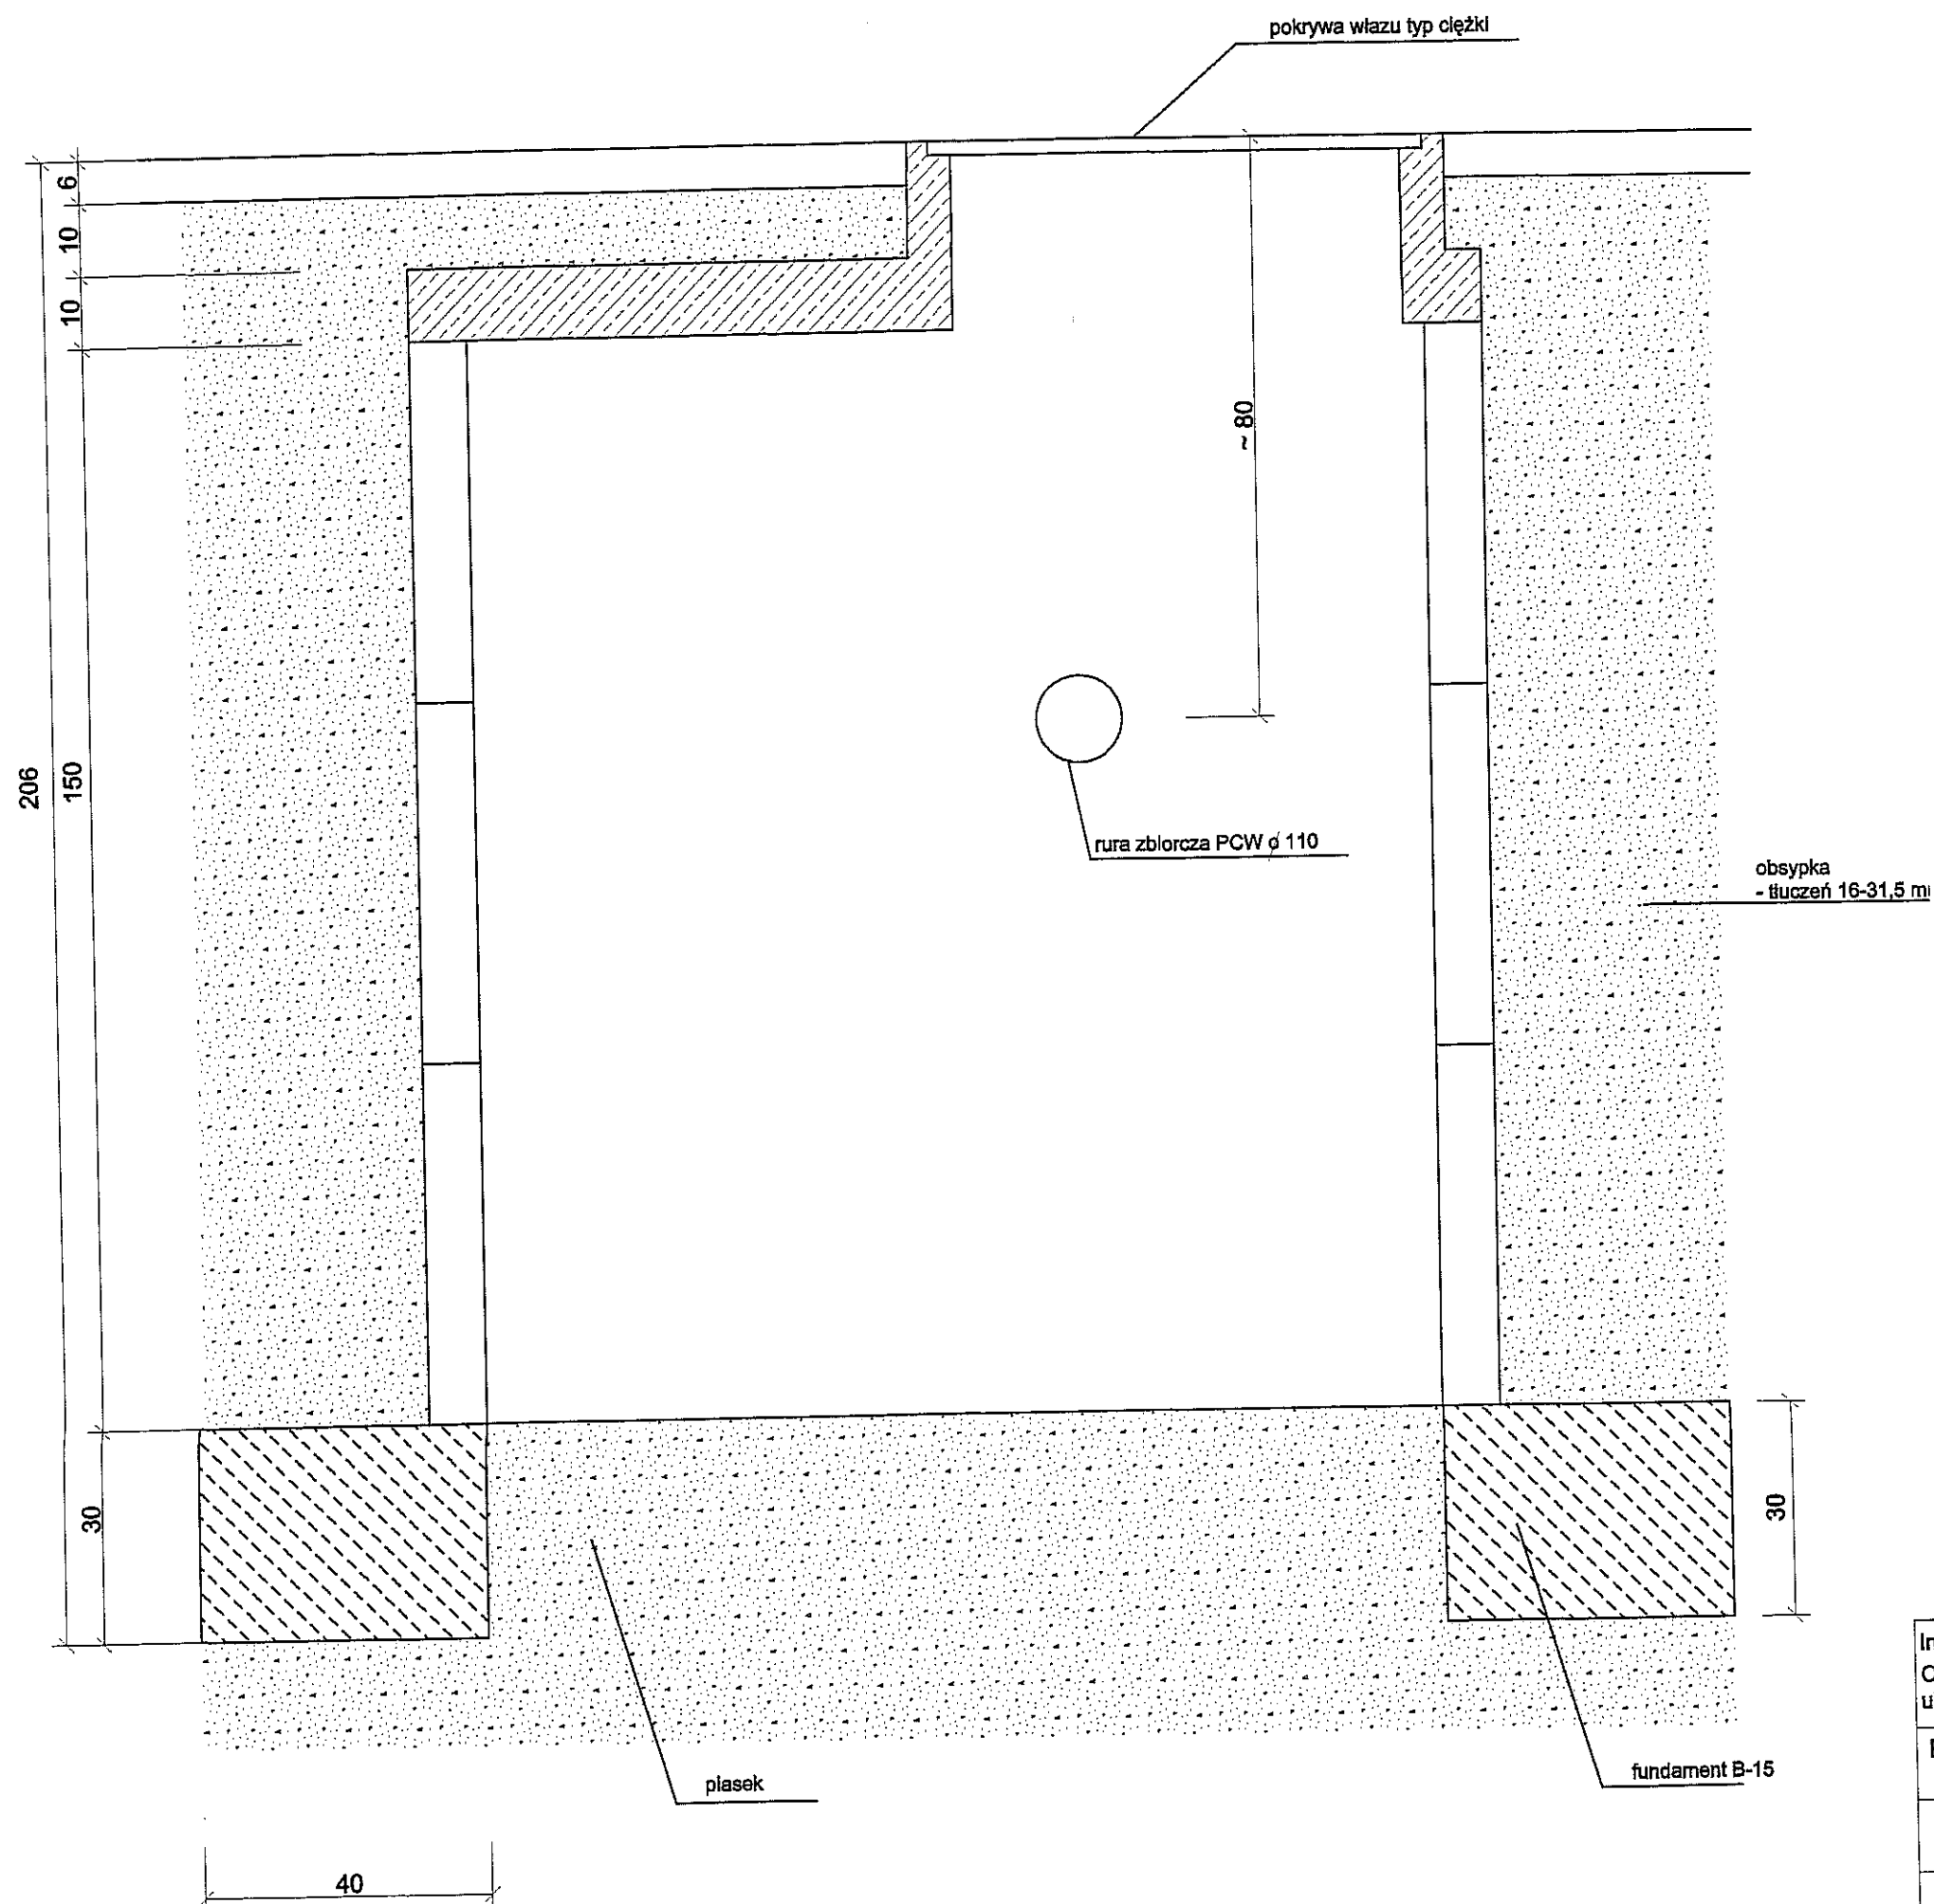 pokrywa włazu typ ciężki
6
10
10
~ 80
206
150
rura zbiorcza PCW ø 110
obsypka
- tłuczeń 16-31,5 m
30
30
piasek
fundament B-15
40